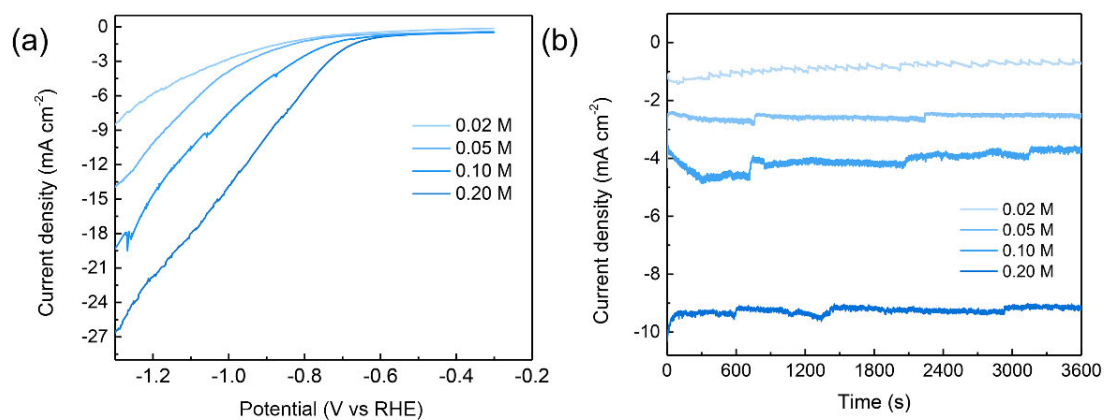 (a)
0
-3
-6
-9
-12
-15
-18
-21
-24
-27
Current density (mA cm⁻²)
0.02 M
0.05 M
0.10 M
0.20 M
-1.2
-1.0
-0.8
-0.6
-0.4
-0.2
Potential (V vs RHE)
(b)
0
-2
-4
-6
-8
-10
Current density (mA cm⁻²)
0.02 M
0.05 M
0.10 M
0.20 M
0
600
1200
1800
2400
3000
3600
Time (s)